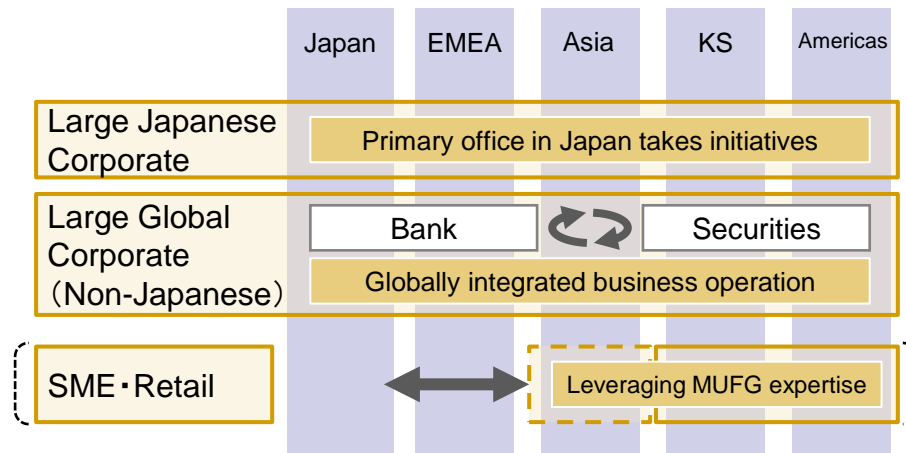 Japan EMEA Asia KS Americas
Large Japanese
Corporate
Primary office in Japan takes initiatives
Large Global
Corporate
（Non-Japanese）
Bank
Securities
Globally integrated business operation
SME・Retail
Leveraging MUFG expertise